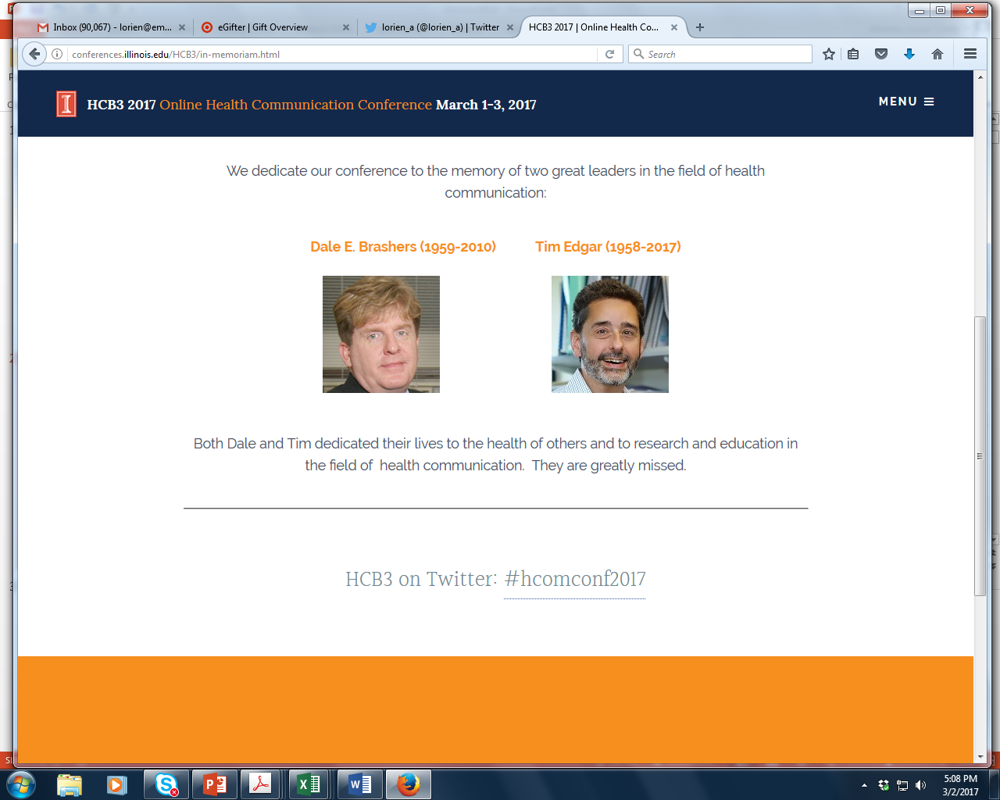 Inbox (90,067) - lorien@em...
eGifter | Gift Overview
lorien_a (@lorien_a) | Twitter
HCB3 2017 | Online Health Co...
conferences.illinois.edu/HCB3/in-memoriam.html
Search
HCB3 2017 Online Health Communication Conference March 1-3, 2017
MENU
We dedicate our conference to the memory of two great leaders in the field of health
communication:
Dale E. Brashers (1959-2010)
Tim Edgar (1958-2017)
Both Dale and Tim dedicated their lives to the health of others and to research and education in
the field of  health communication.  They are greatly missed.
HCB3 on Twitter: #hcomconf2017
5:08 PM
3/2/2017